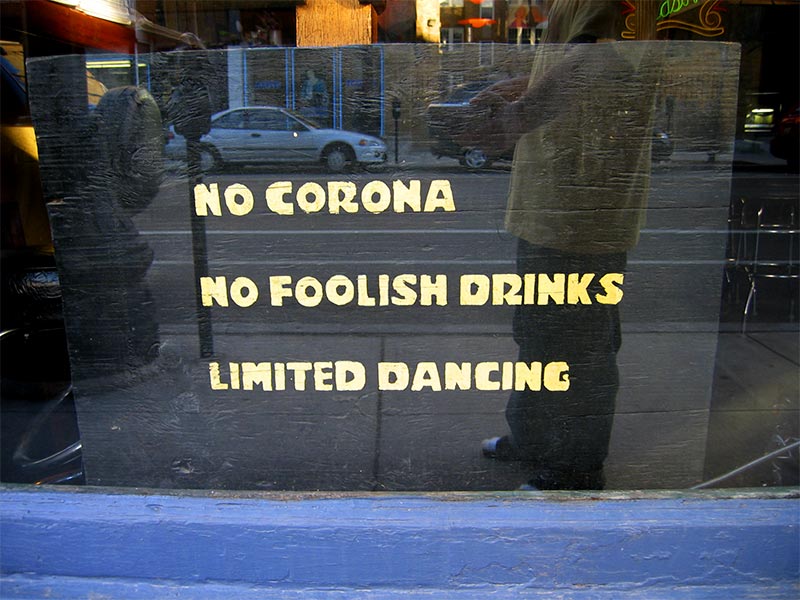 NO CORONA
NO FOOLISH DRINKS
LIMITED DANCING